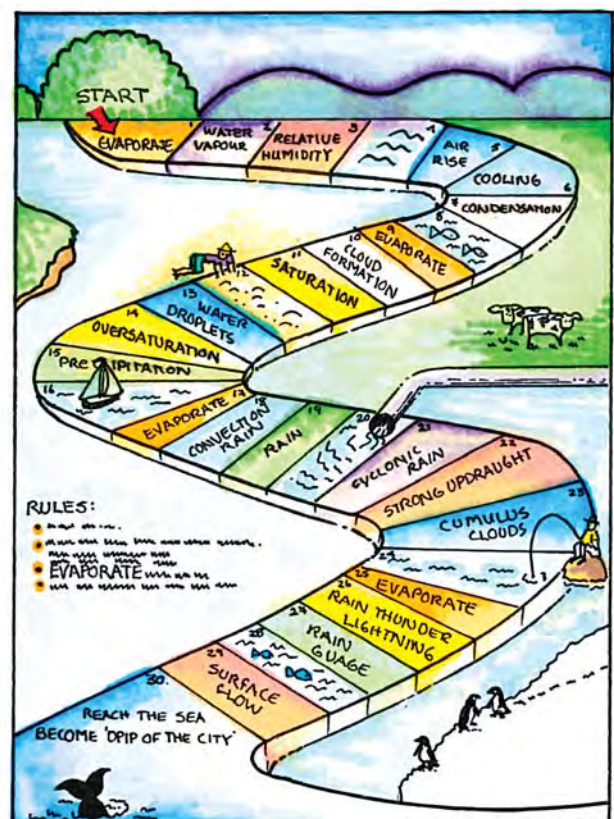 START
EVAPORATE
1
WATER
VAPOUR
2
RELATIVE
HUMIDITY
3
4
AIR
RISE
5
COOLING
6
7
CONDENSATION
8
9
EVAPORATE
10
CLOUD
FORMATION
11
SATURATION
12
13
WATER
DROPLETS
14
OVERSATURATION
15
PRECIPITATION
16
EVAPORATE
17
18
CONVECTION
RAIN
19
RAIN
20
21
CYCLONIC
RAIN
22
STRONG UPDRAUGHT
23
CUMULUS
CLOUDS
24
25
EVAPORATE
26
RAIN THUNDER
LIGHTNING
27
RAIN
GUAGE
28
29
SURFACE
FLOW
30.
REACH THE SEA
BECOME 'DPIP OF THE CITY'
RULES:
EVAPORATE